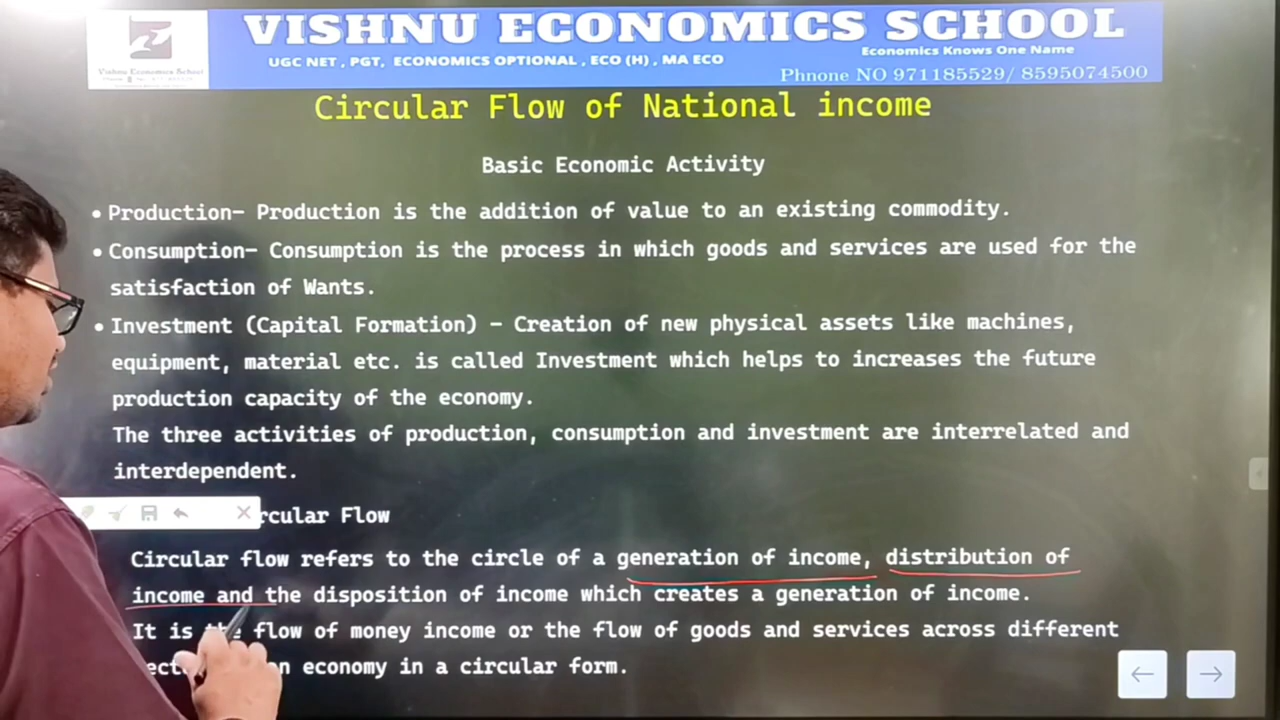 VISHNU ECONOMICS SCHOOL
Economics Knows One Name
UGC NET , PGT, ECONOMICS OPTIONAL , ECO (H) , MA ECO
Phnone NO 971185529/ 8595074500
Vishnu Economics School
Circular Flow of National income
Basic Economic Activity
• Production– Production is the addition of value to an existing commodity.
• Consumption– Consumption is the process in which goods and services are used for the
satisfaction of Wants.
• Investment (Capital Formation) – Creation of new physical assets like machines,
equipment, material etc. is called Investment which helps to increases the future
production capacity of the economy.
The three activities of production, consumption and investment are interrelated and
interdependent.
rcular Flow
Circular flow refers to the circle of a generation of income, distribution of
income and the disposition of income which creates a generation of income.
It is the flow of money income or the flow of goods and services across different
economy in a circular form.